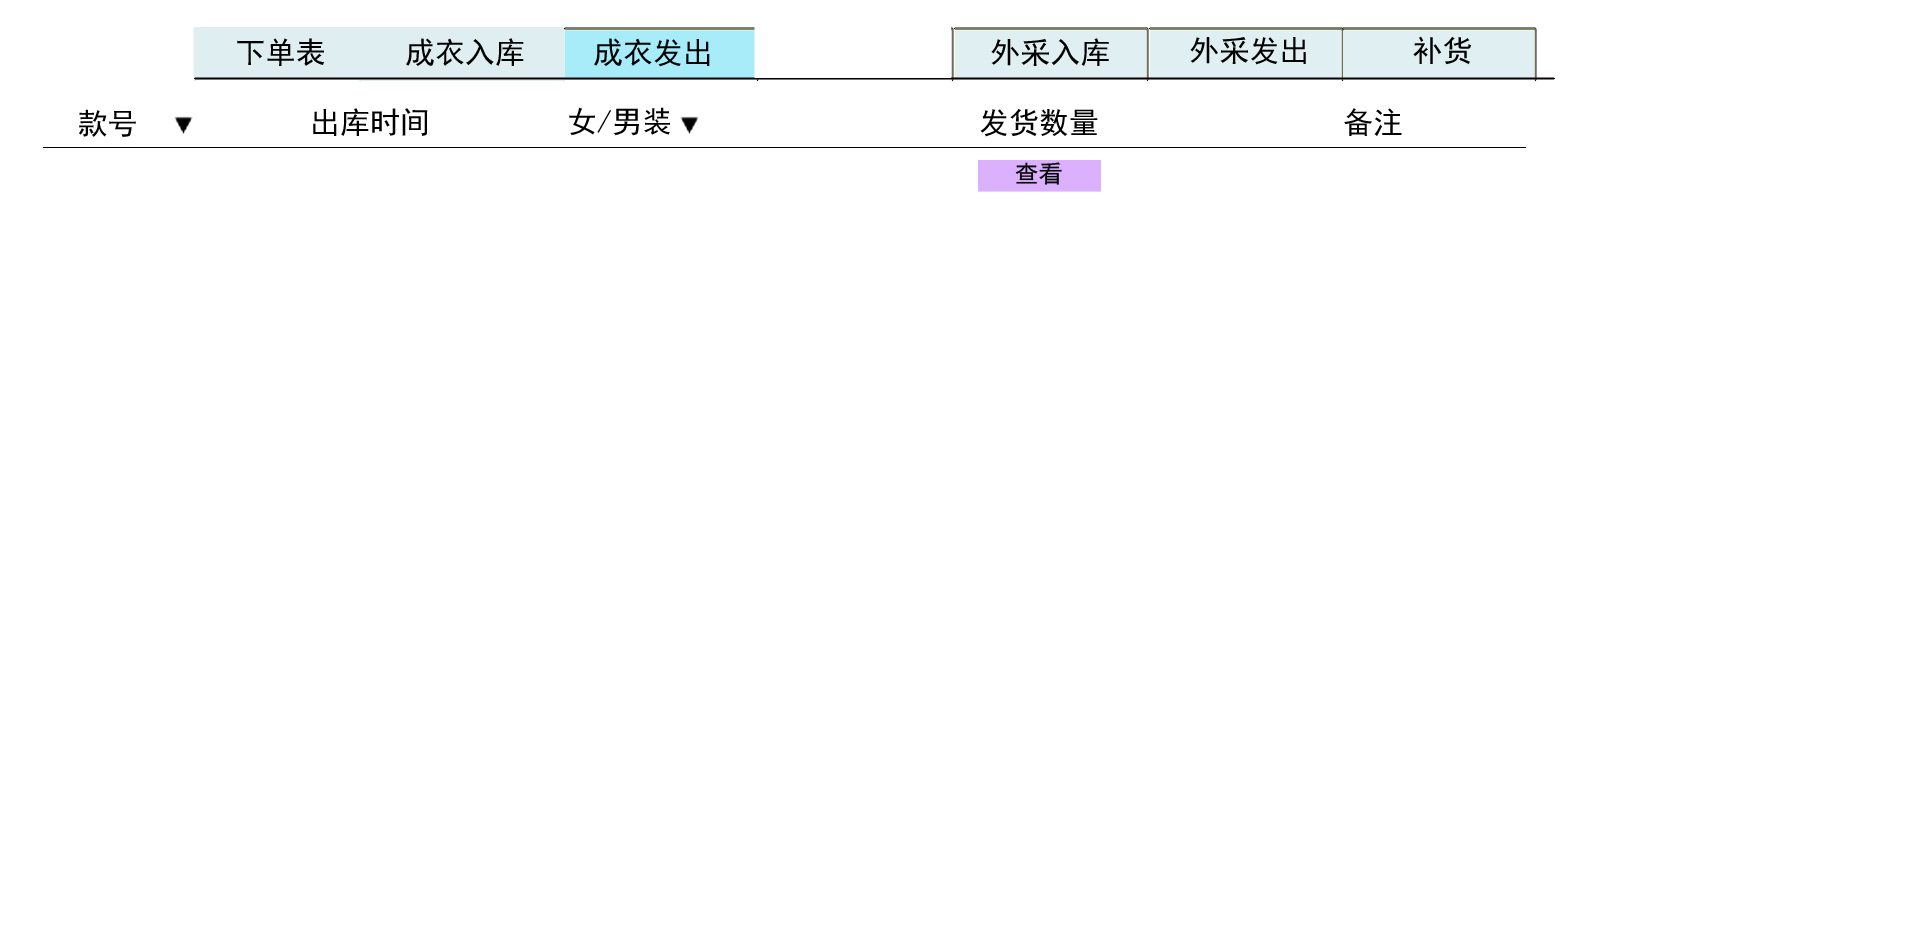 下单表 成衣入库 成衣发出 外采入库 外采发出 补货
款号 ▼ 出库时间 女/男装 ▼ 发货数量 备注
查看